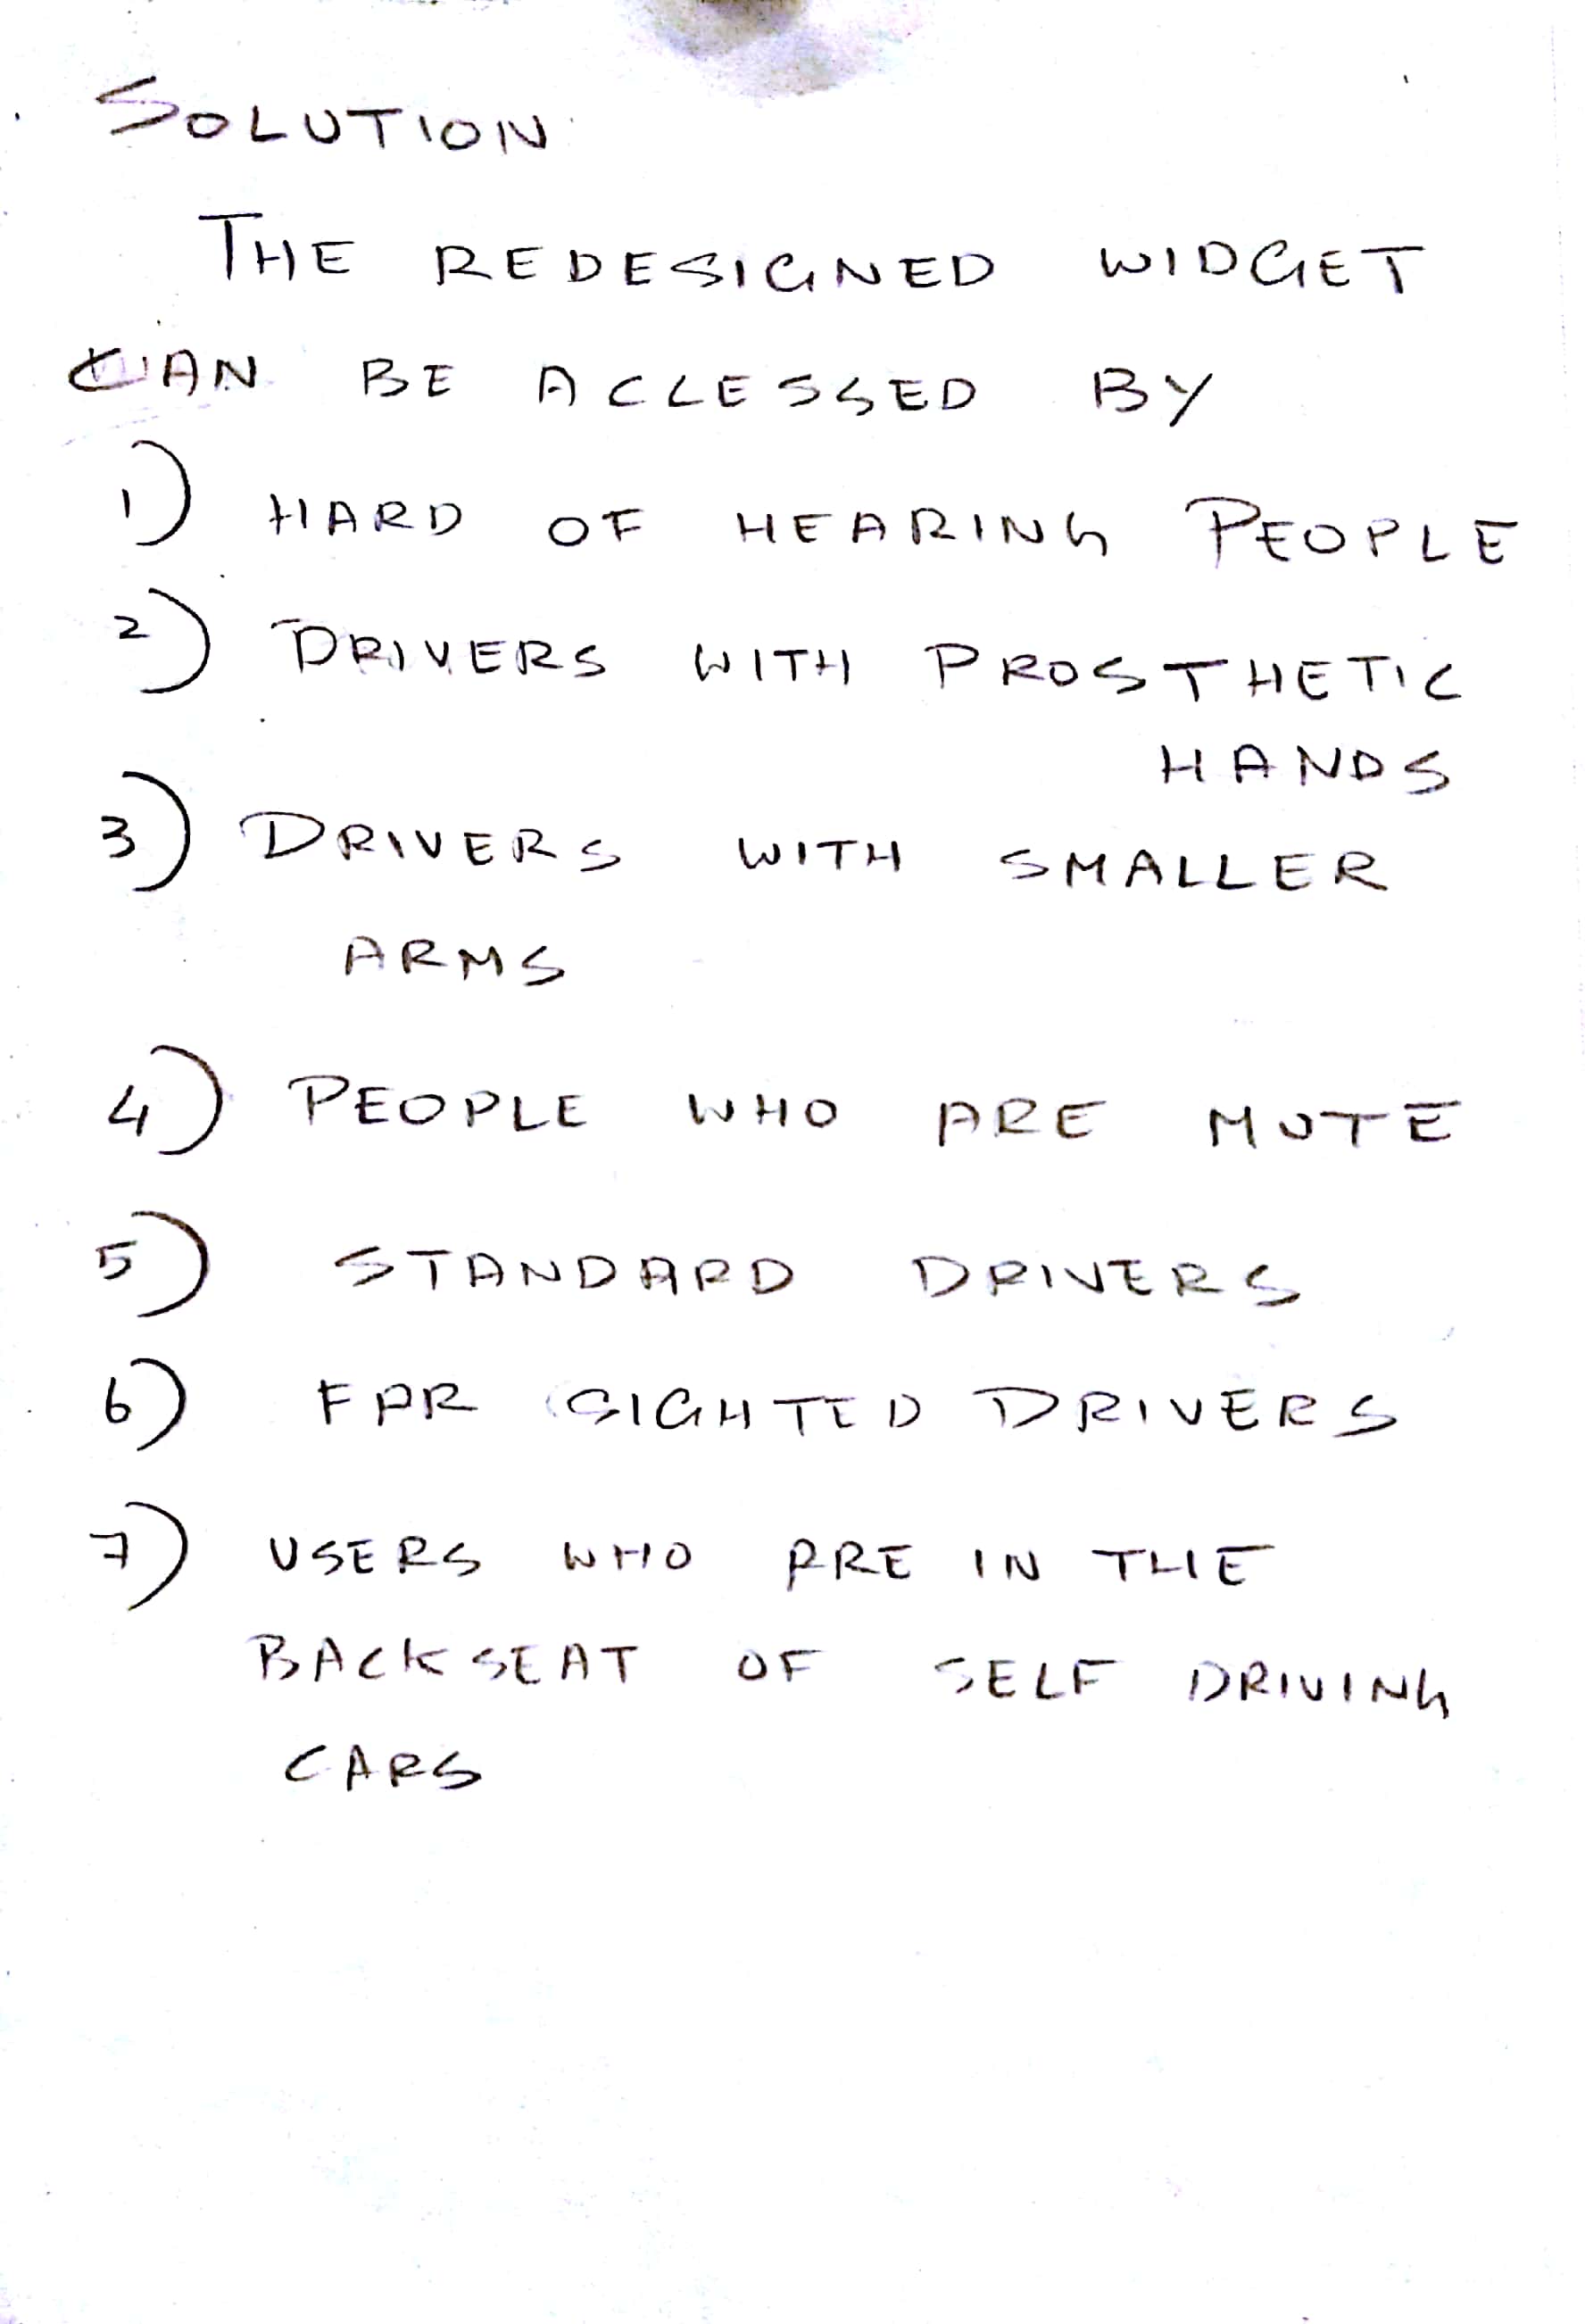 SOLUTION
THE REDESIGNED WIDGET
CAN BE ACCESSED BY
1) HARD OF HEARING PEOPLE
2) DRIVERS WITH PROSTHETIC
HANDS
3) DRIVERS WITH SMALLER
ARMS
4) PEOPLE WHO ARE MUTE
5) STANDARD DRIVERS
6) FAR SIGHTED DRIVERS
7) USERS WHO ARE IN THE
BACKSEAT OF SELF DRIVING
CARS